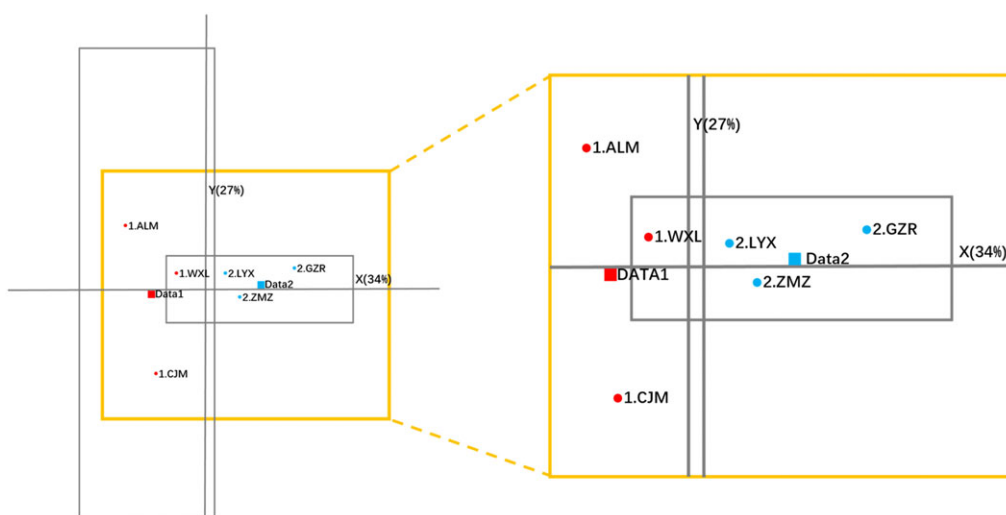 Y(27%)
1.ALM
1.WXL
2.LYX
2.GZR
X(34%)
Data1
Data2
2.ZMZ
1.CJM
Y(27%)
1.ALM
1.WXL
2.LYX
2.GZR
X(34%)
DATA1
Data2
2.ZMZ
1.CJM